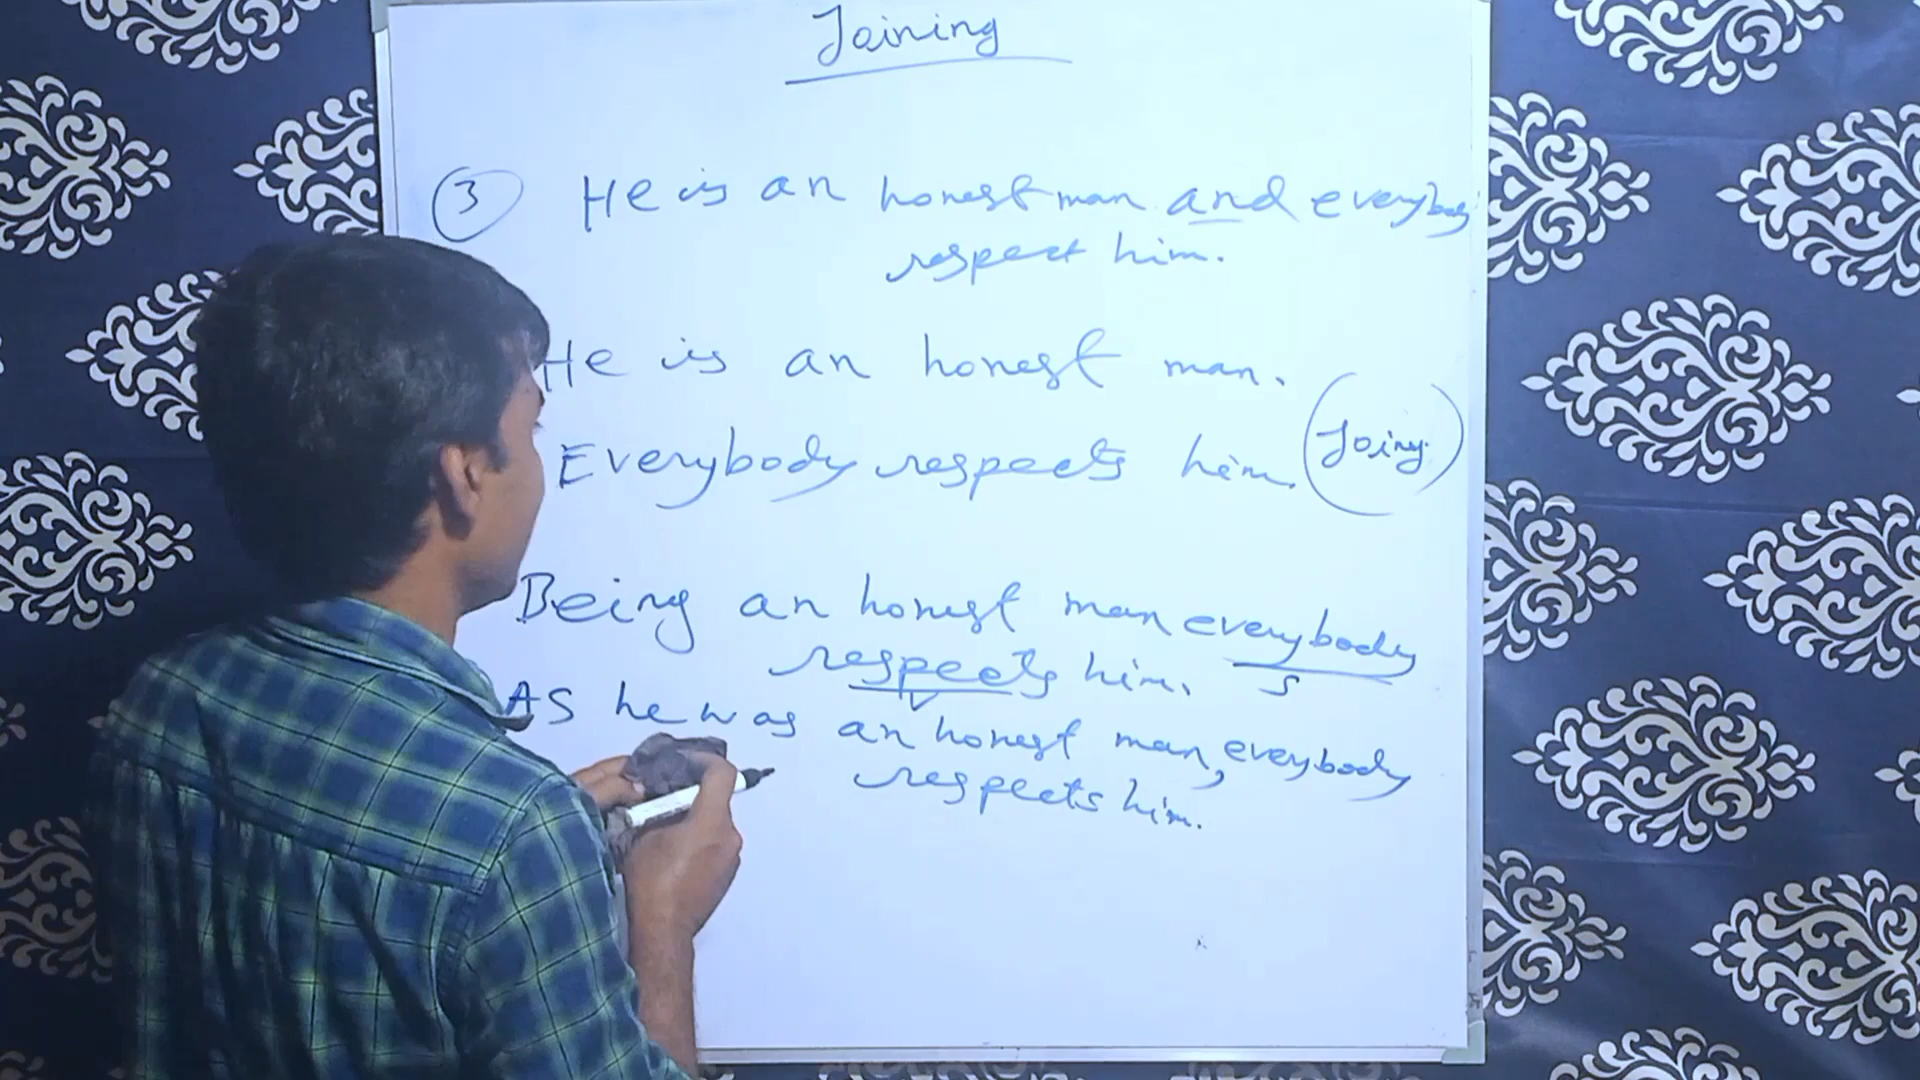 Joining
3 He is an honest man and everybody
respect him.
He is an honest man.
Everybody respects him. (Joing.)
Being an honest man everybody
respects him. S
V
As he was an honest man, everybody
respects him.